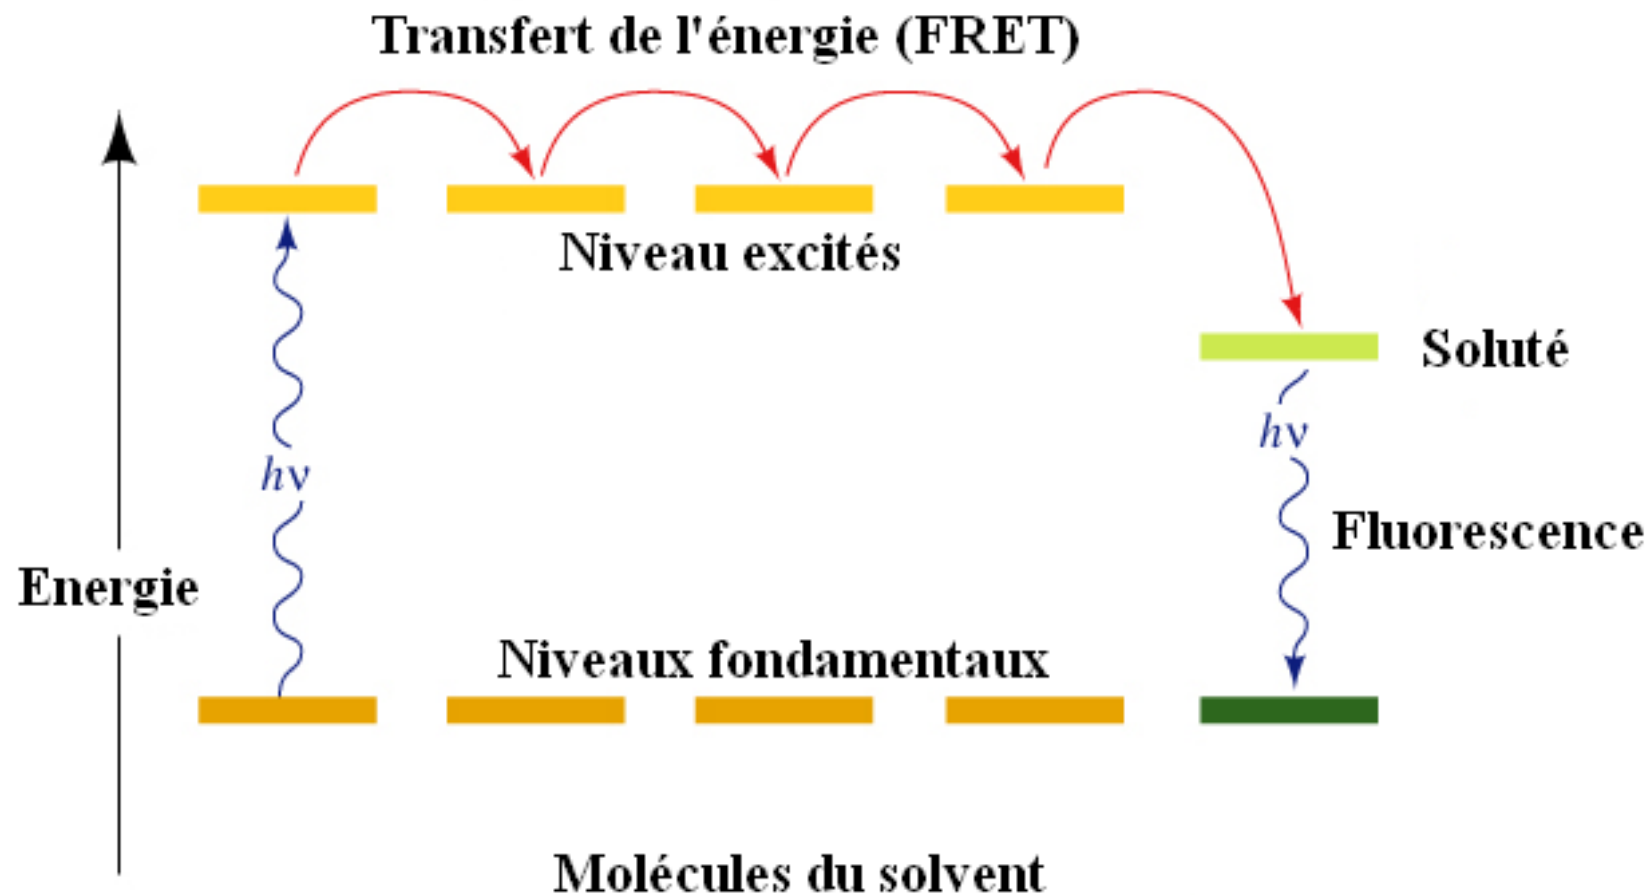 Transfert de l'énergie (FRET)
Niveau excités
Soluté
hν
hν
Fluorescence
Energie
Niveaux fondamentaux
Molécules du solvent